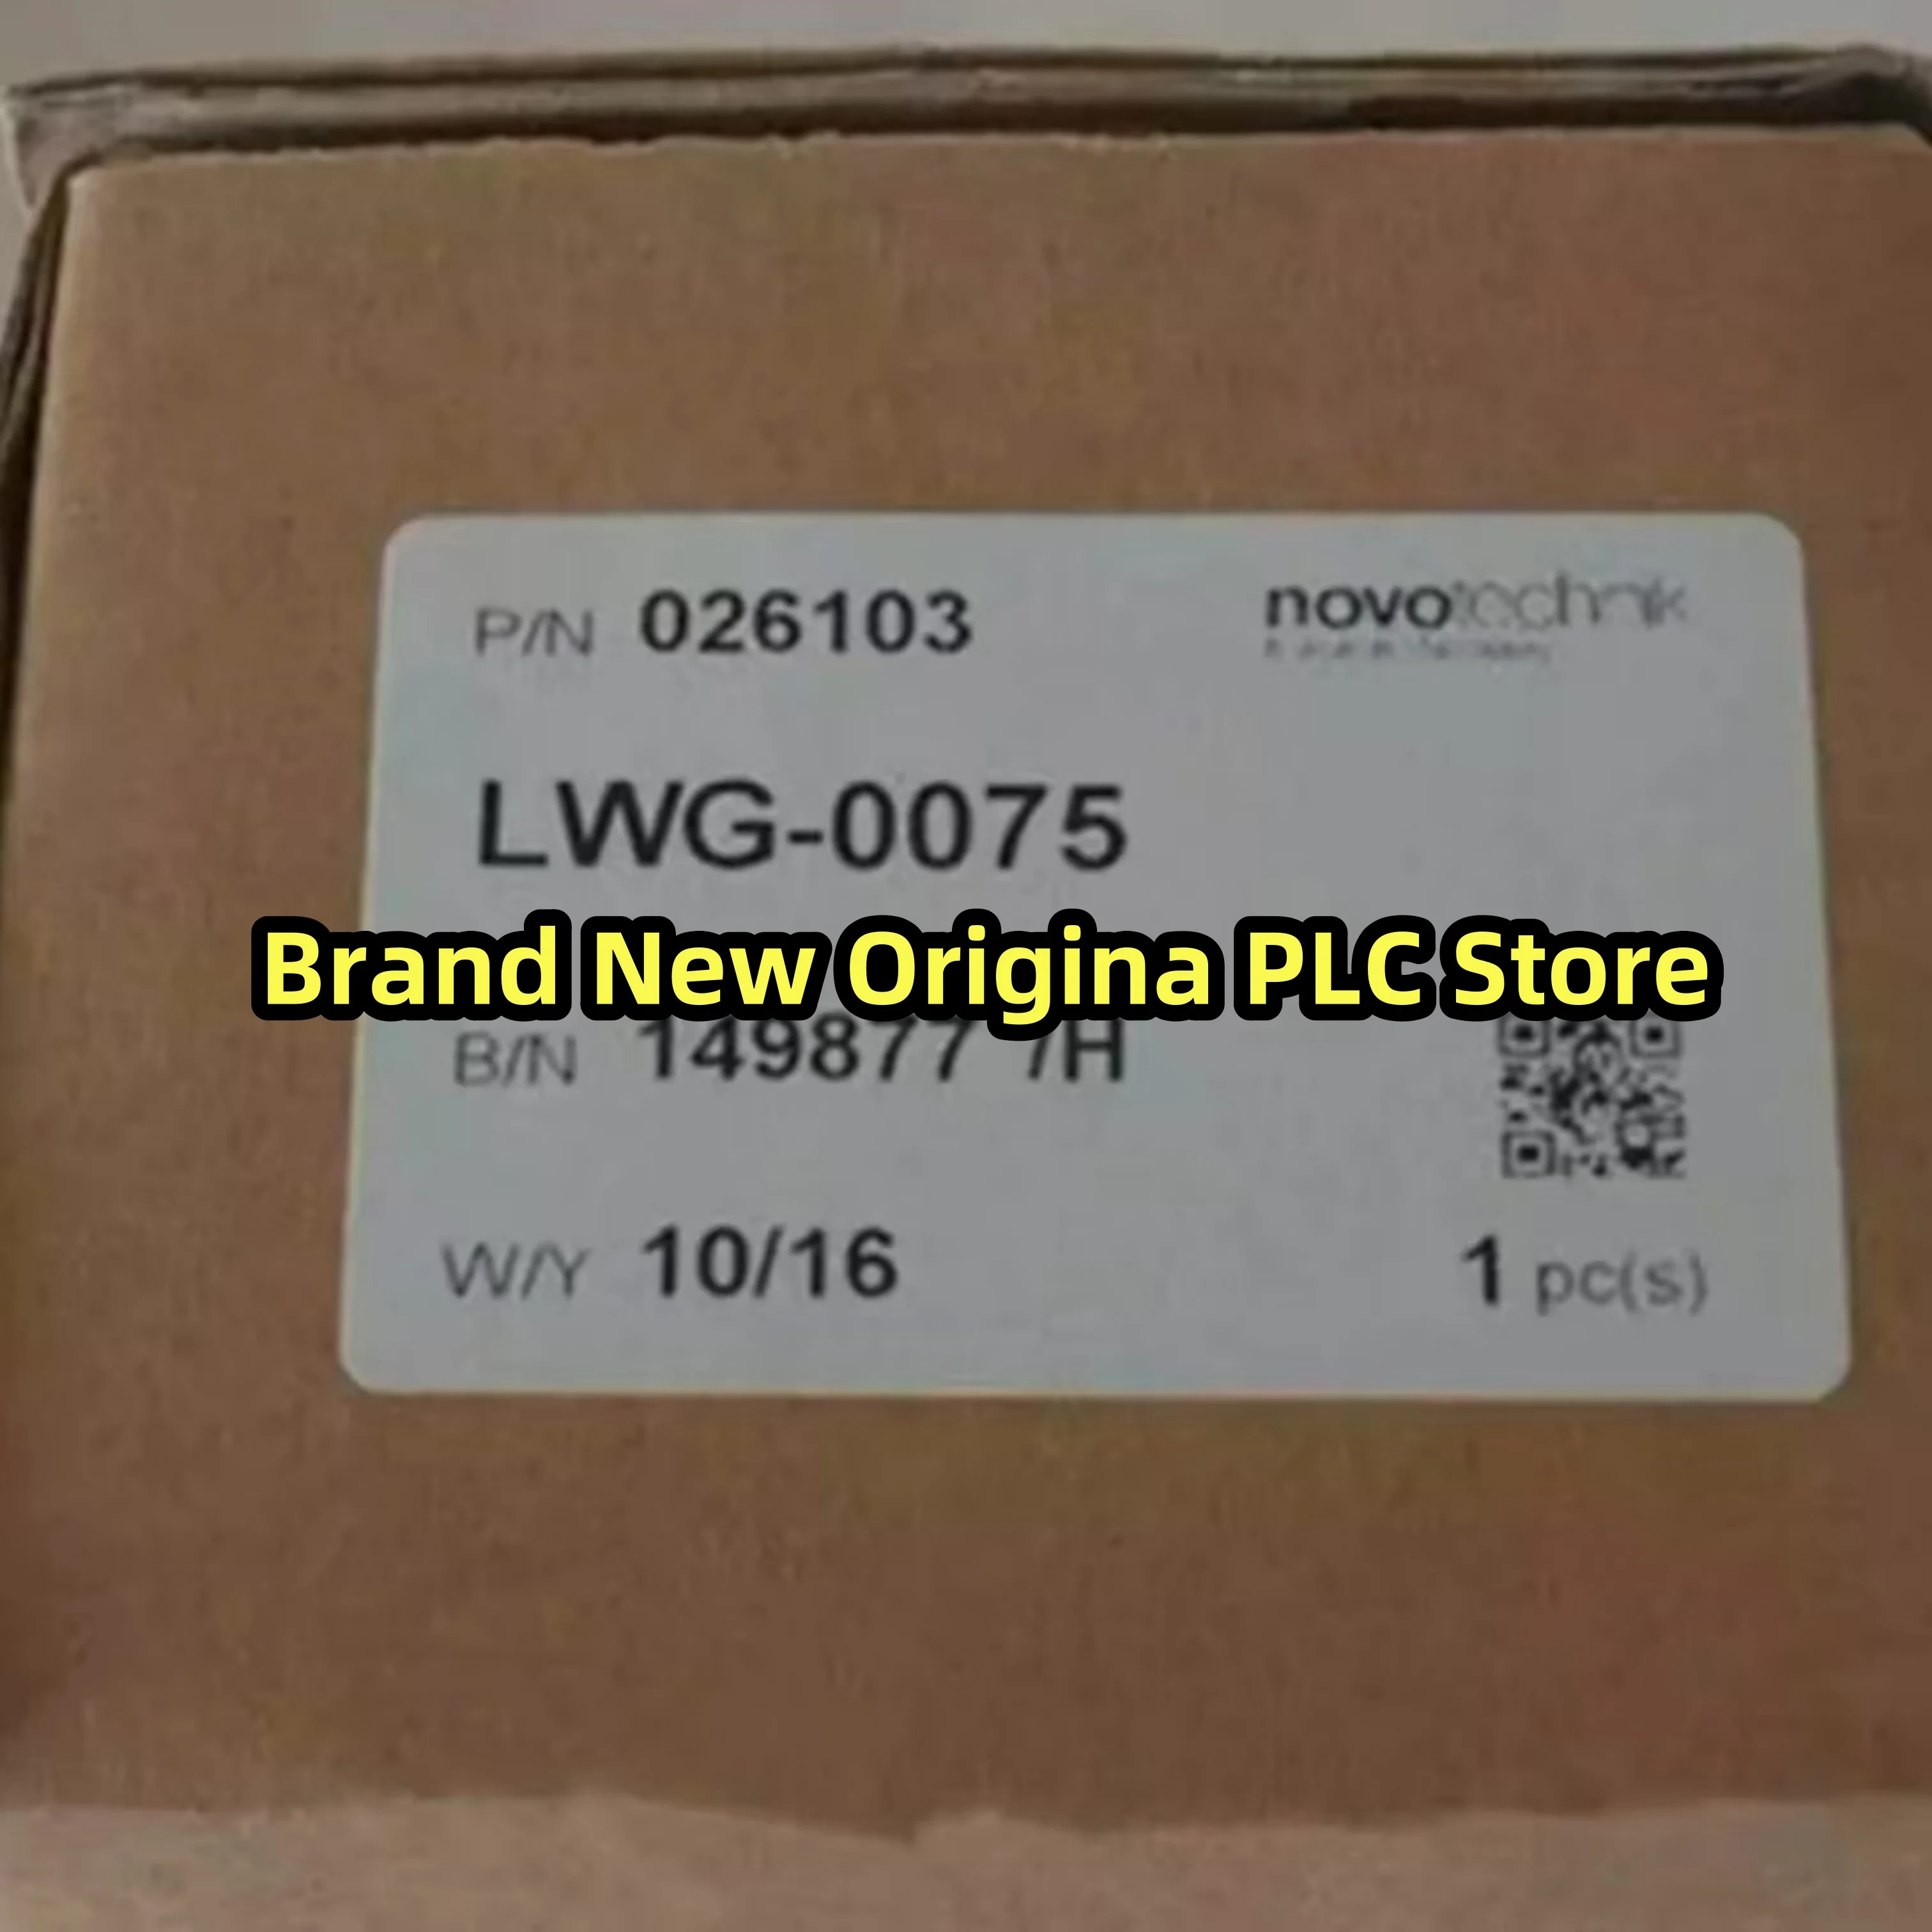 P/N 026103
novotechnik
LWG-0075
Brand New Origina PLC Store
B/N 149877 /H
W/Y 10/16
1 pc(s)